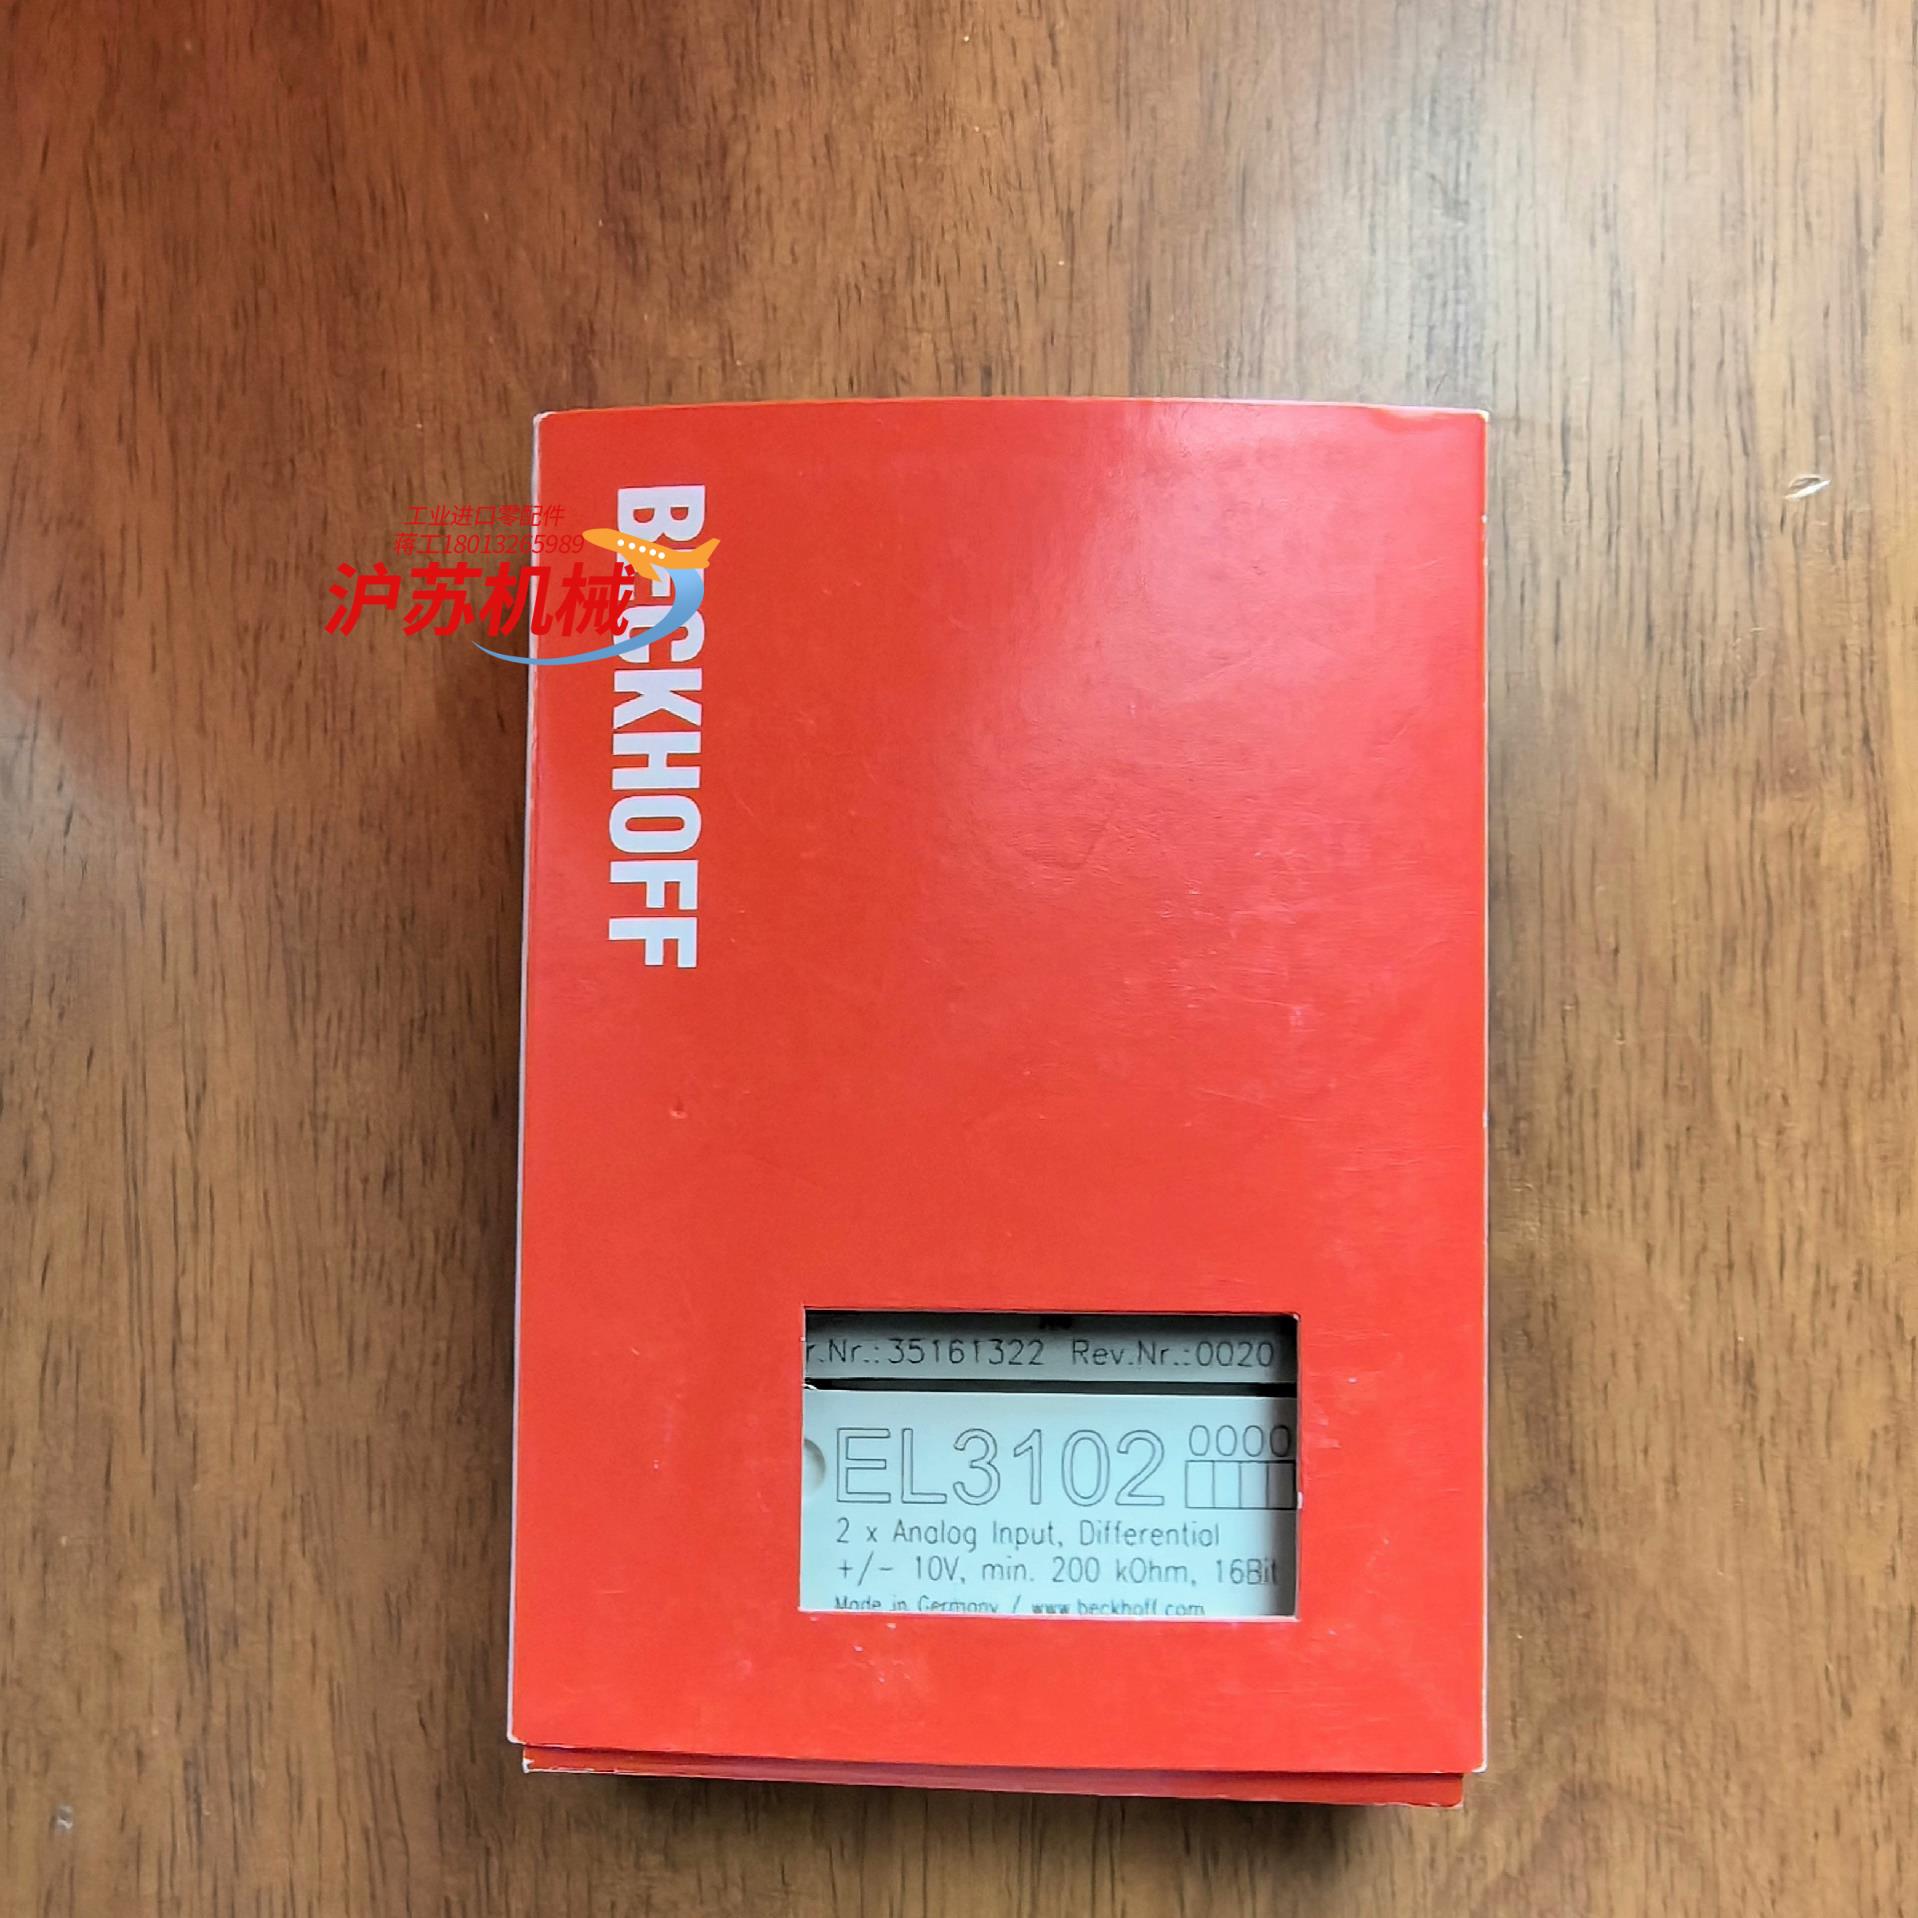 工业进口零配件
蒋工18013265989
沪苏机械
BECKHOFF
r.Nr.:35161322 Rev.Nr.:0020
EL3102 0000
2 x Analog Input, Differential
+/- 10V, min. 200 kOhm, 16Bit
Made in Germany / www.beckhoff.com